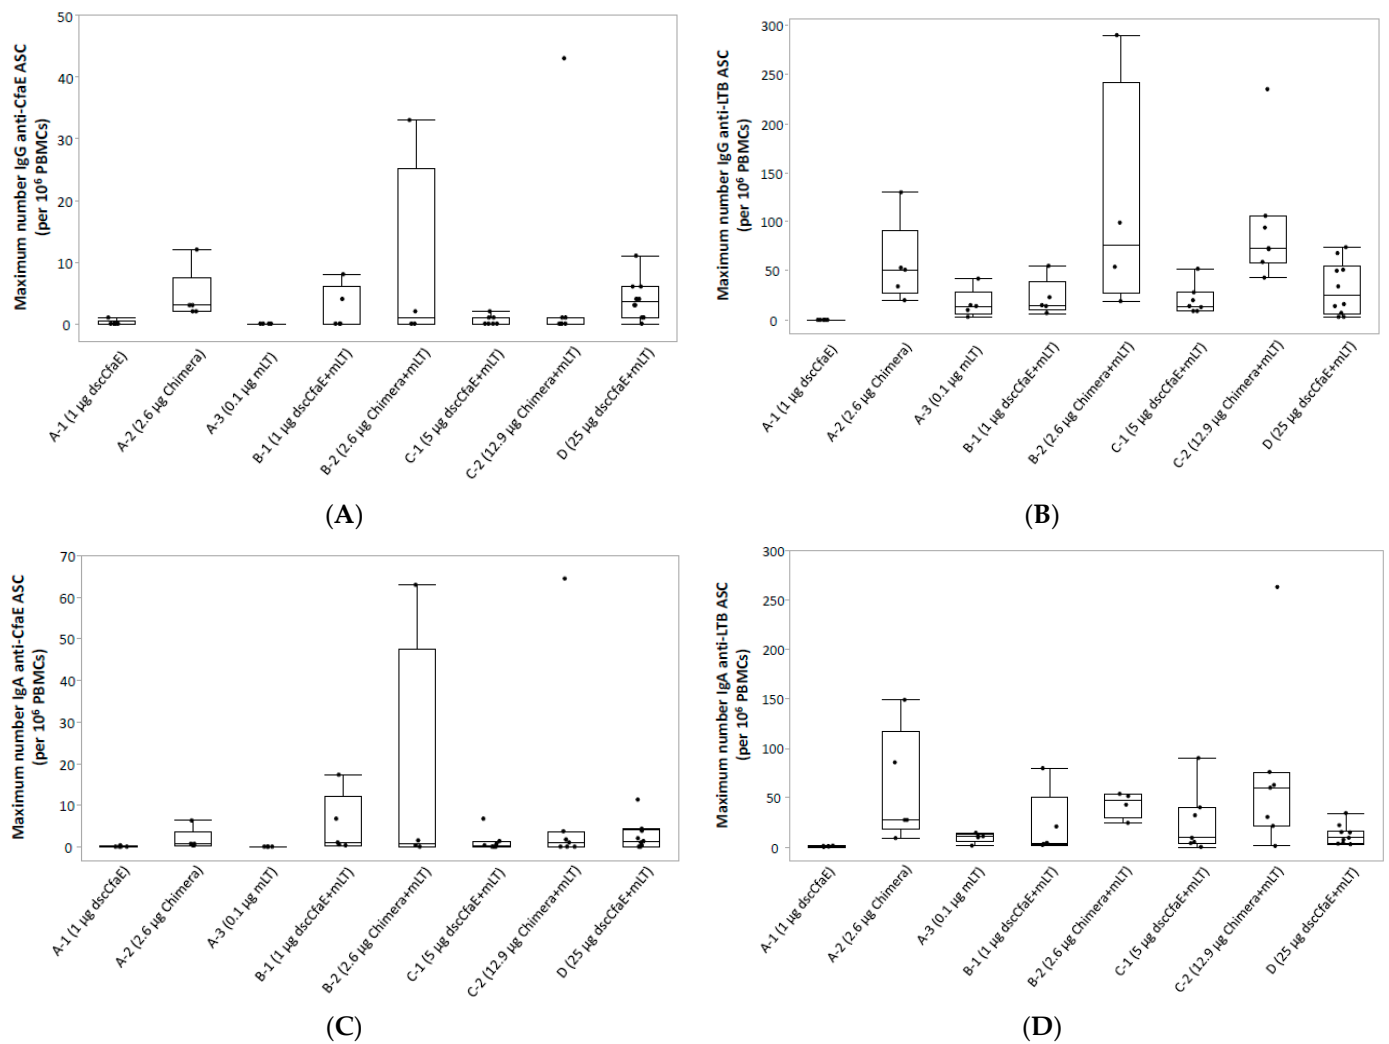 Maximum number IgG anti-CfaE ASC
(per 10⁶ PBMCs)
50
40
30
20
10
0
A-1 (1 µg dscCfaE)
A-2 (2.6 µg Chimera)
A-3 (0.1 µg mLT)
B-1 (1 µg dscCfaE+mLT)
B-2 (2.6 µg Chimera+mLT)
C-1 (5 µg dscCfaE+mLT)
C-2 (12.9 µg Chimera+mLT)
D (25 µg dscCfaE+mLT)
(A)
Maximum number IgG anti-LTB ASC
(per 10⁶ PBMCs)
300
250
200
150
100
50
0
A-1 (1 µg dscCfaE)
A-2 (2.6 µg Chimera)
A-3 (0.1 µg mLT)
B-1 (1 µg dscCfaE+mLT)
B-2 (2.6 µg Chimera+mLT)
C-1 (5 µg dscCfaE+mLT)
C-2 (12.9 µg Chimera+mLT)
D (25 µg dscCfaE+mLT)
(B)
Maximum number IgA anti-CfaE ASC
(per 10⁶ PBMCs)
70
60
50
40
30
20
10
0
A-1 (1 µg dscCfaE)
A-2 (2.6 µg Chimera)
A-3 (0.1 µg mLT)
B-1 (1 µg dscCfaE+mLT)
B-2 (2.6 µg Chimera+mLT)
C-1 (5 µg dscCfaE+mLT)
C-2 (12.9 µg Chimera+mLT)
D (25 µg dscCfaE+mLT)
(C)
Maximum number IgA anti-LTB ASC
(per 10⁶ PBMCs)
300
250
200
150
100
50
0
A-1 (1 µg dscCfaE)
A-2 (2.6 µg Chimera)
A-3 (0.1 µg mLT)
B-1 (1 µg dscCfaE+mLT)
B-2 (2.6 µg Chimera+mLT)
C-1 (5 µg dscCfaE+mLT)
C-2 (12.9 µg Chimera+mLT)
D (25 µg dscCfaE+mLT)
(D)